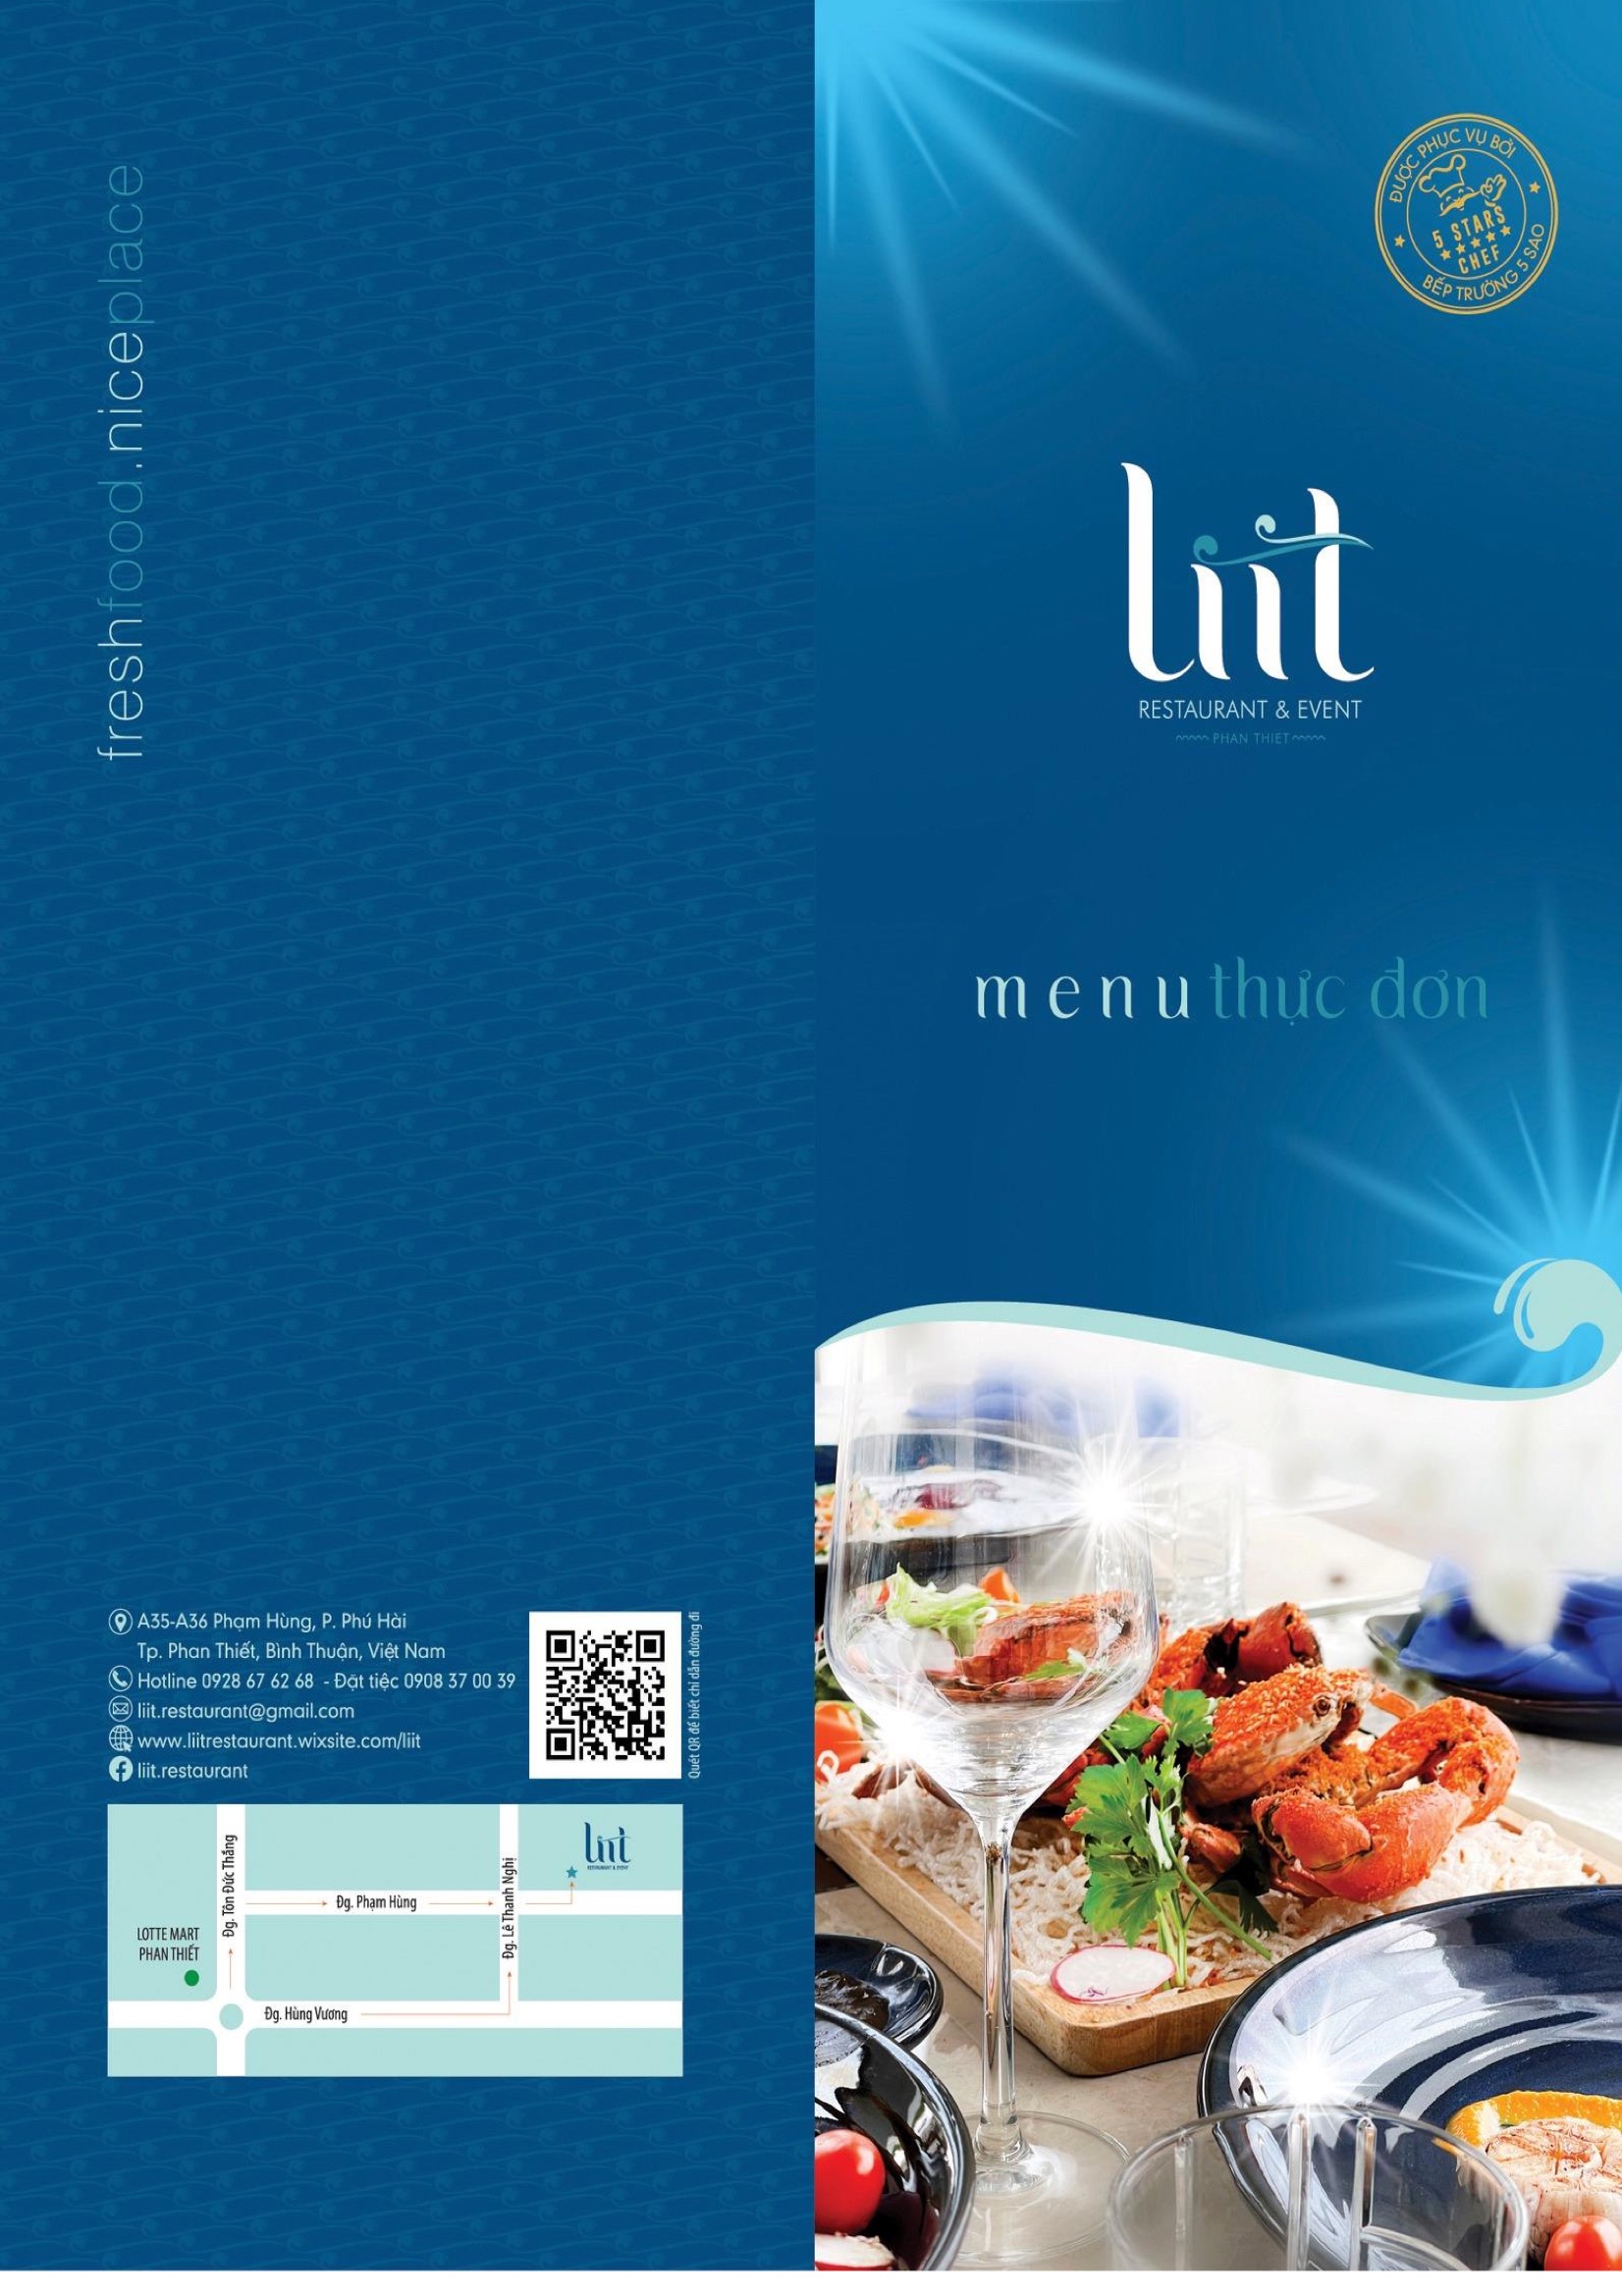 freshfood.niceplace
A35-A36 Phạm Hùng, P. Phú Hài
Tp. Phan Thiết, Bình Thuận, Việt Nam
Hotline 0928 67 62 68 - Đặt tiệc 0908 37 00 39
liit.restaurant@gmail.com
www.liitrestaurant.wixsite.com/liit
liit.restaurant
Quét QR để biết chỉ dẫn đường đi
liit
RESTAURANT & EVENT
Đg. Tôn Đức Thắng
Đg. Phạm Hùng
Đg. Lê Thanh Nghị
LOTTE MART
PHAN THIẾT
Đg. Hùng Vương
ĐƯỢC PHỤC VỤ BỞI
5 STARS
CHEF
BẾP TRƯỞNG 5 SAO
liit
RESTAURANT & EVENT
PHAN THIET
menu thực đơn